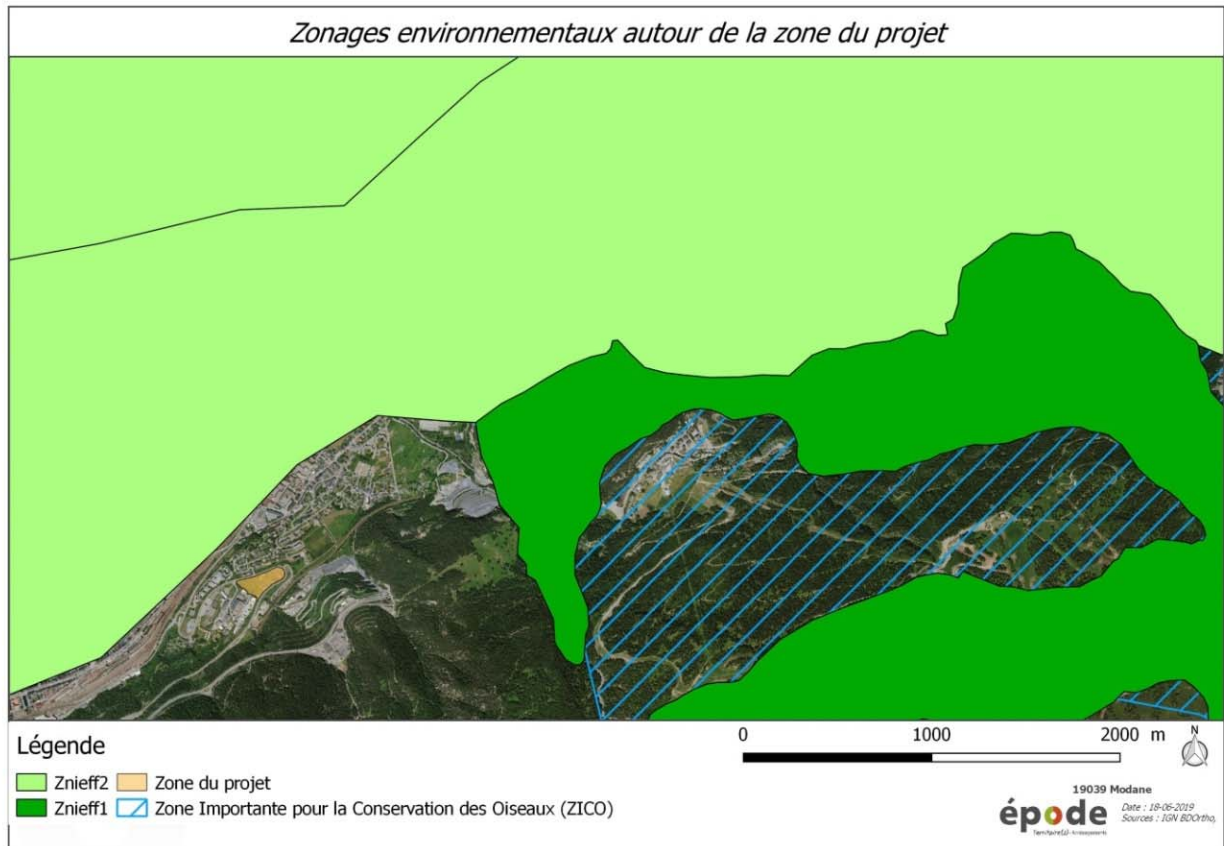 Zonages environnementaux autour de la zone du projet
Légende
Znieff2
Zone du projet
Znieff1
Zone Importante pour la Conservation des Oiseaux (ZICO)
0 1000 2000 m
N
19039 Modane
épode
Date : 18-06-2019
Sources : IGN BDOrtho,